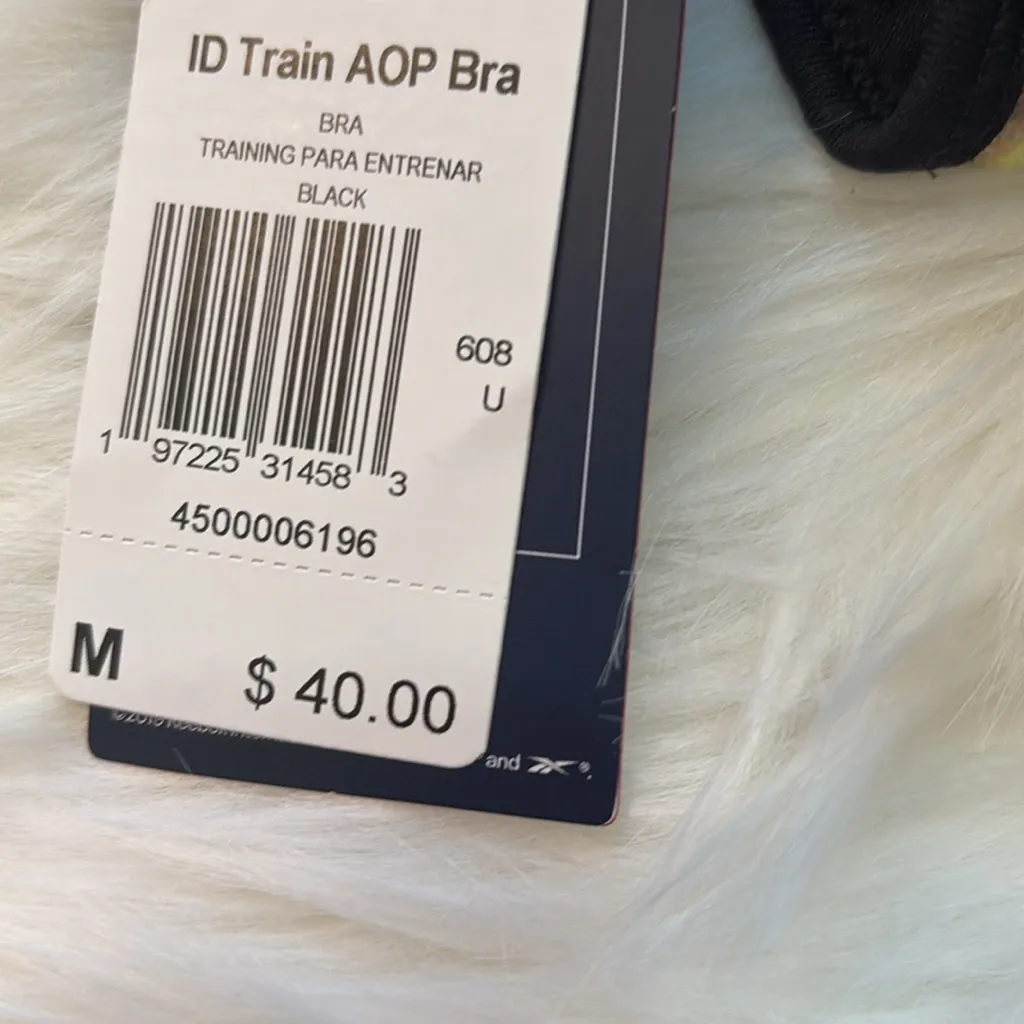 ID Train AOP Bra
BRA
TRAINING PARA ENTRENAR
BLACK
608
U
1 97225 31458 3
4500006196
M $ 40.00
and ®.